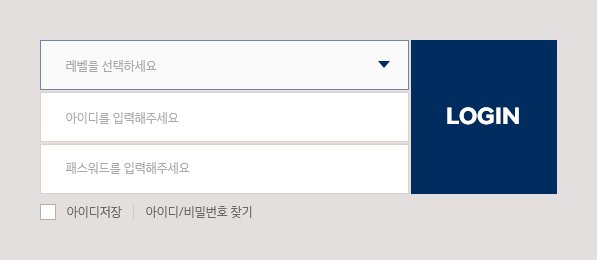 레벨을 선택하세요
아이디를 입력해주세요
패스워드를 입력해주세요
LOGIN
아이디저장
아이디/비밀번호 찾기